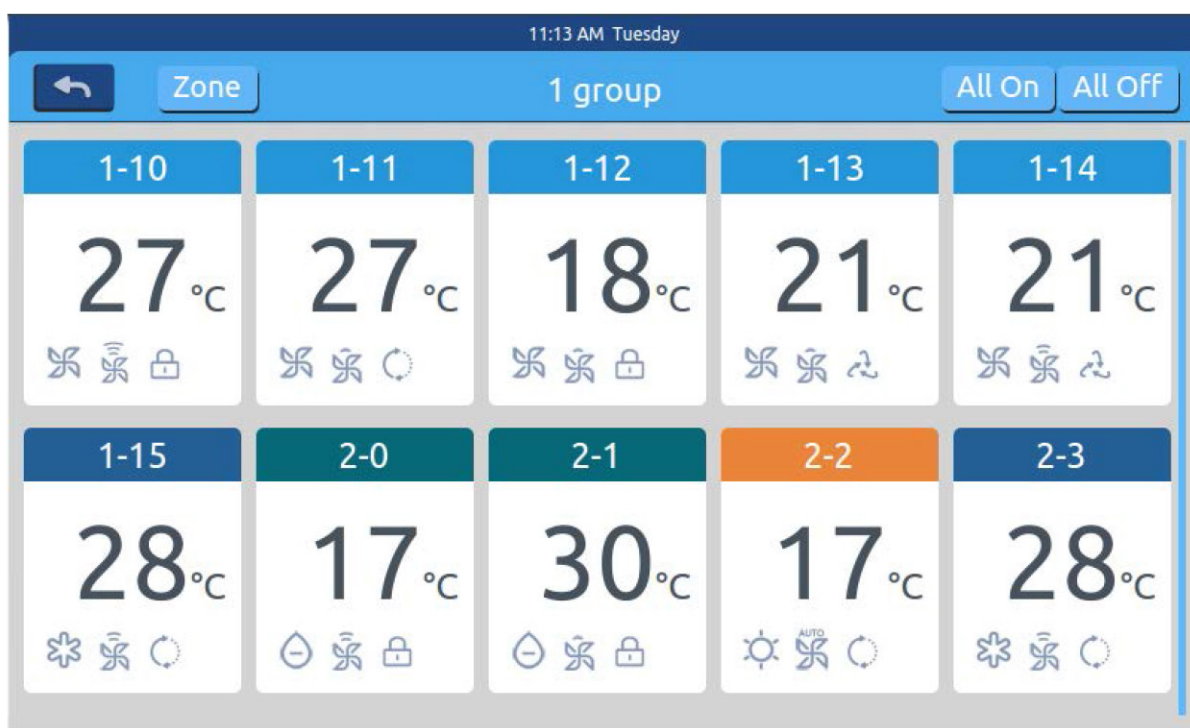 11:13 AM Tuesday
Zone 1 group All On All Off
1-10 1-11 1-12 1-13 1-14
27°C 27°C 18°C 21°C 21°C
1-15 2-0 2-1 2-2 2-3
28°C 17°C 30°C 17°C 28°C
AUTO